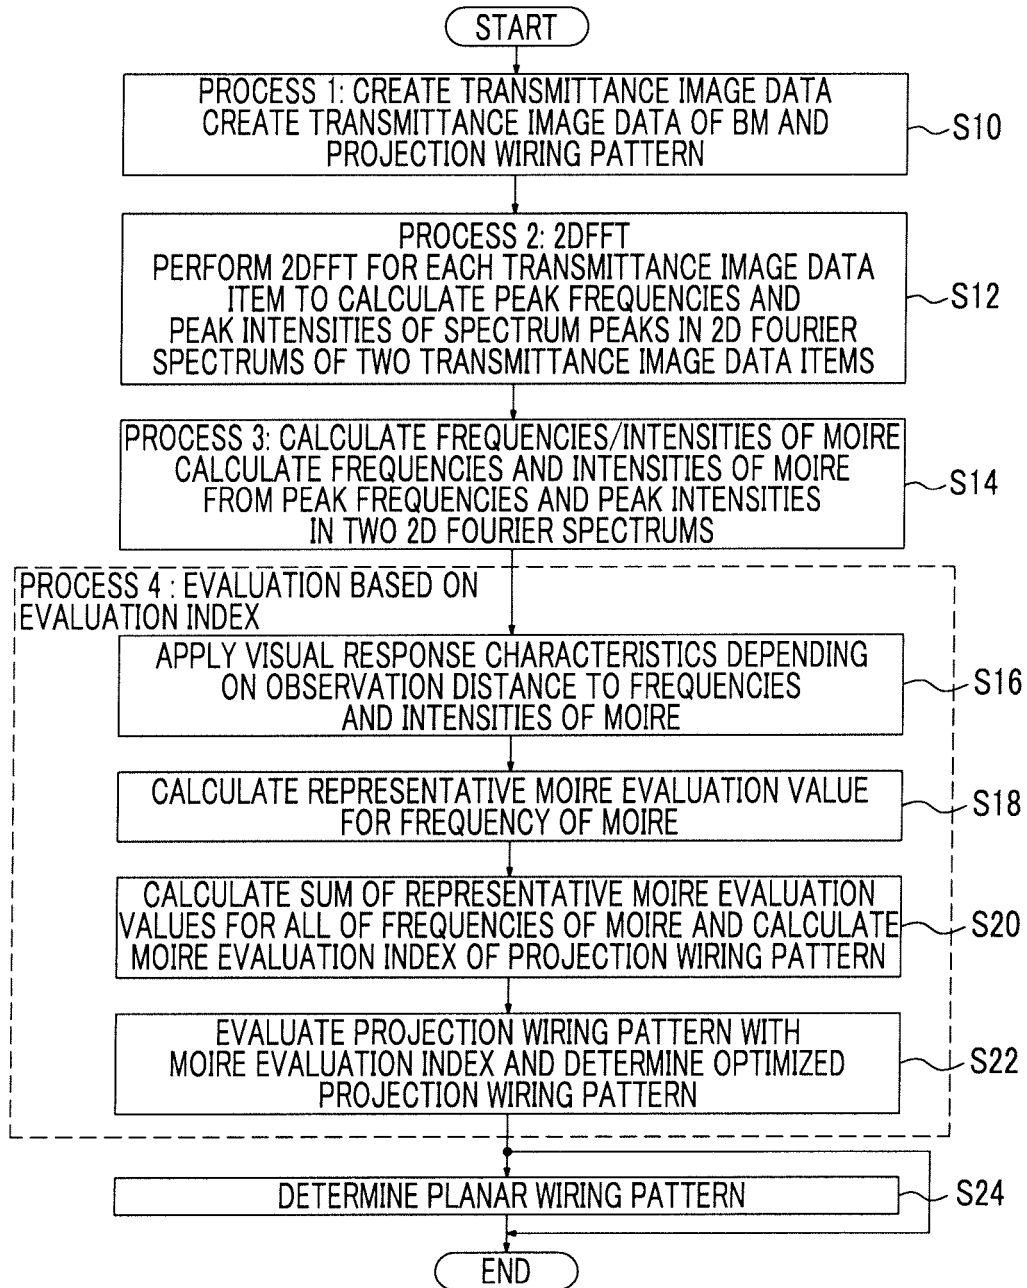 START
PROCESS 1: CREATE TRANSMITTANCE IMAGE DATA
CREATE TRANSMITTANCE IMAGE DATA OF BM AND
PROJECTION WIRING PATTERN
S10
PROCESS 2: 2DFFT
PERFORM 2DFFT FOR EACH TRANSMITTANCE IMAGE DATA
ITEM TO CALCULATE PEAK FREQUENCIES AND
PEAK INTENSITIES OF SPECTRUM PEAKS IN 2D FOURIER
SPECTRUMS OF TWO TRANSMITTANCE IMAGE DATA ITEMS
S12
PROCESS 3: CALCULATE FREQUENCIES/INTENSITIES OF MOIRE
CALCULATE FREQUENCIES AND INTENSITIES OF MOIRE
FROM PEAK FREQUENCIES AND PEAK INTENSITIES
IN TWO 2D FOURIER SPECTRUMS
S14
PROCESS 4 : EVALUATION BASED ON
EVALUATION INDEX
APPLY VISUAL RESPONSE CHARACTERISTICS DEPENDING
ON OBSERVATION DISTANCE TO FREQUENCIES
AND INTENSITIES OF MOIRE
S16
CALCULATE REPRESENTATIVE MOIRE EVALUATION VALUE
FOR FREQUENCY OF MOIRE
S18
CALCULATE SUM OF REPRESENTATIVE MOIRE EVALUATION
VALUES FOR ALL OF FREQUENCIES OF MOIRE AND CALCULATE
MOIRE EVALUATION INDEX OF PROJECTION WIRING PATTERN
S20
EVALUATE PROJECTION WIRING PATTERN WITH
MOIRE EVALUATION INDEX AND DETERMINE OPTIMIZED
PROJECTION WIRING PATTERN
S22
DETERMINE PLANAR WIRING PATTERN
S24
END